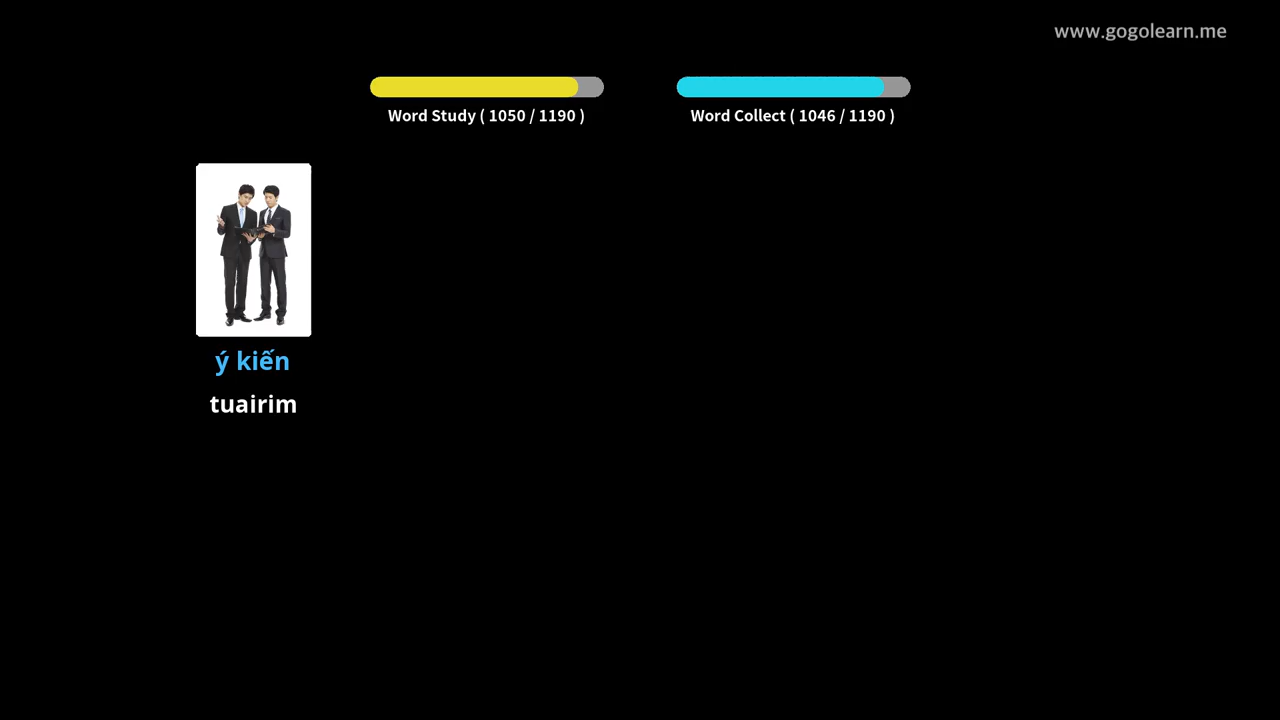 www.gogolearn.me
Word Study ( 1050 / 1190 )
Word Collect ( 1046 / 1190 )
ý kiến
tuairim